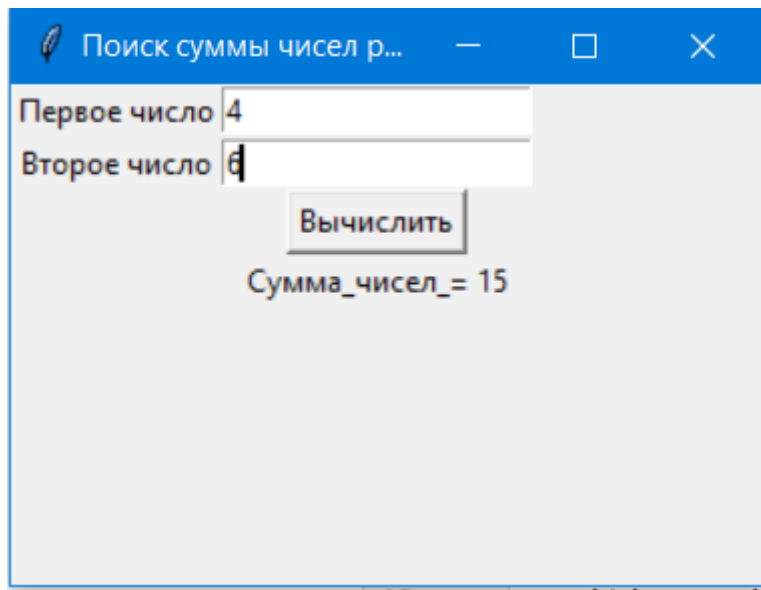 Поиск суммы чисел р...
Первое число 4
Второе число 6
Вычислить
Сумма_чисел_= 15